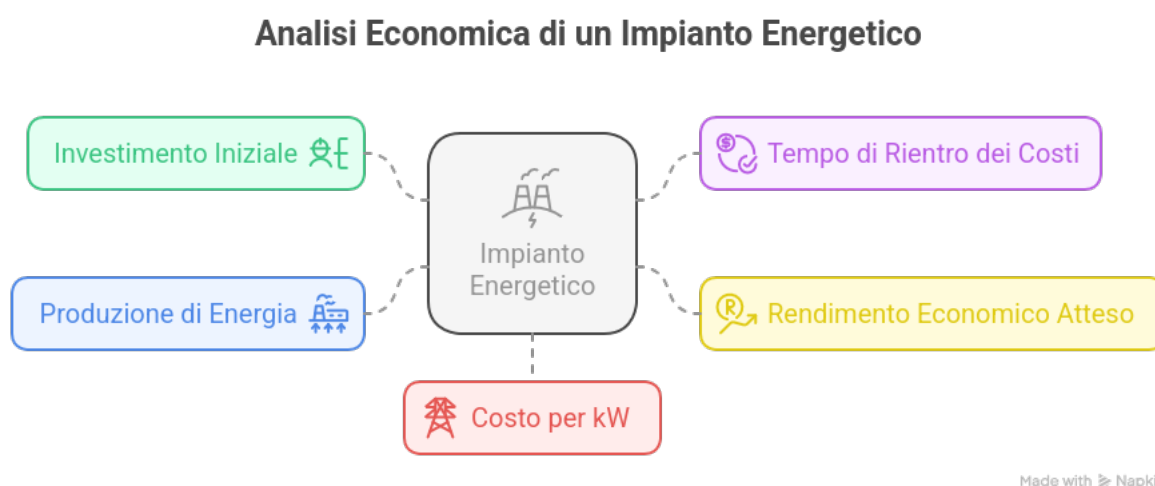 Analisi Economica di un Impianto Energetico
Investimento Iniziale
Tempo di Rientro dei Costi
Impianto
Energetico
Produzione di Energia
Rendimento Economico Atteso
Costo per kW
Made with Napki